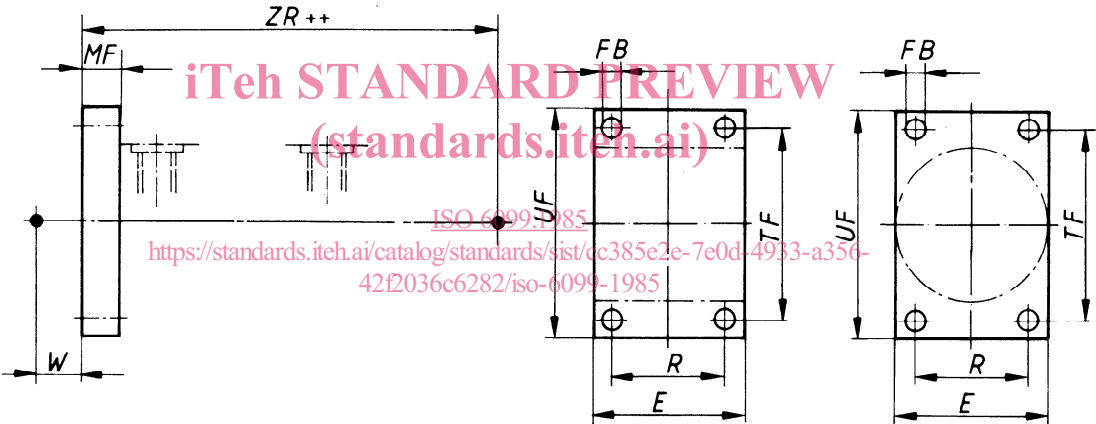 ZR ++
MF
FB
FB
iTeh STANDARD PREVIEW
(standards.iteh.ai)
UF
TF
UF
TF
ISO 6099:1985
https://standards.iteh.ai/catalog/standards/sist/cc385e2e-7e0d-4933-a356-
42f2036c6282/iso-6099-1985
W
R
R
E
E